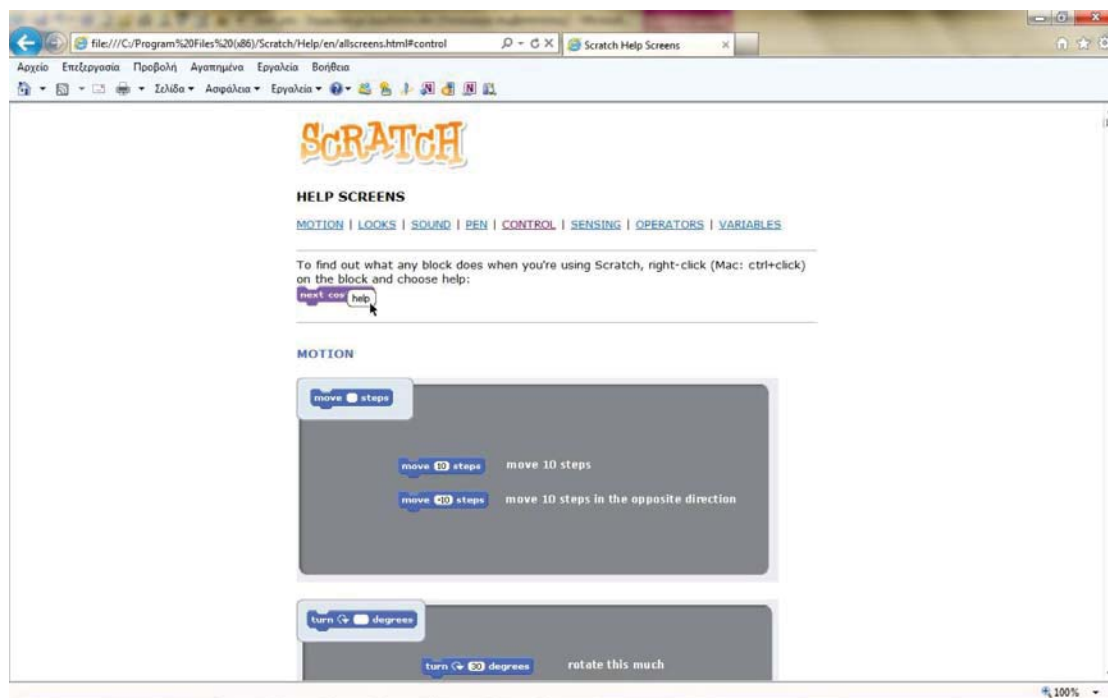 file:///C:/Program%20Files%20(x86)/Scratch/Help/en/allscreens.html#control
Scratch Help Screens
Αρχείο Επεξεργασία Προβολή Αγαπημένα Εργαλεία Βοήθεια
Σελίδα Ασφάλεια Εργαλεία
SCRATCH
HELP SCREENS
MOTION | LOOKS | SOUND | PEN | CONTROL | SENSING | OPERATORS | VARIABLES
To find out what any block does when you're using Scratch, right-click (Mac: ctrl+click)
on the block and choose help:
next cos help
MOTION
move steps
move 10 steps move 10 steps
move -10 steps move 10 steps in the opposite direction
turn degrees
turn 30 degrees rotate this much
100%